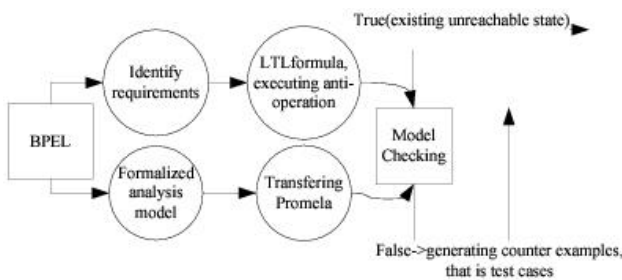 True(existing unreachable state)
Identify
requirements
LTLformula,
executing anti-
operation
BPEL
Model
Checking
Formalized
analysis
model
Transfering
Promela
False->generating counter examples,
that is test cases